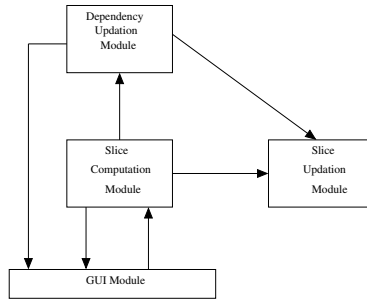 Dependency
Updation
Module
Slice
Computation
Module
Slice
Updation
Module
GUI Module